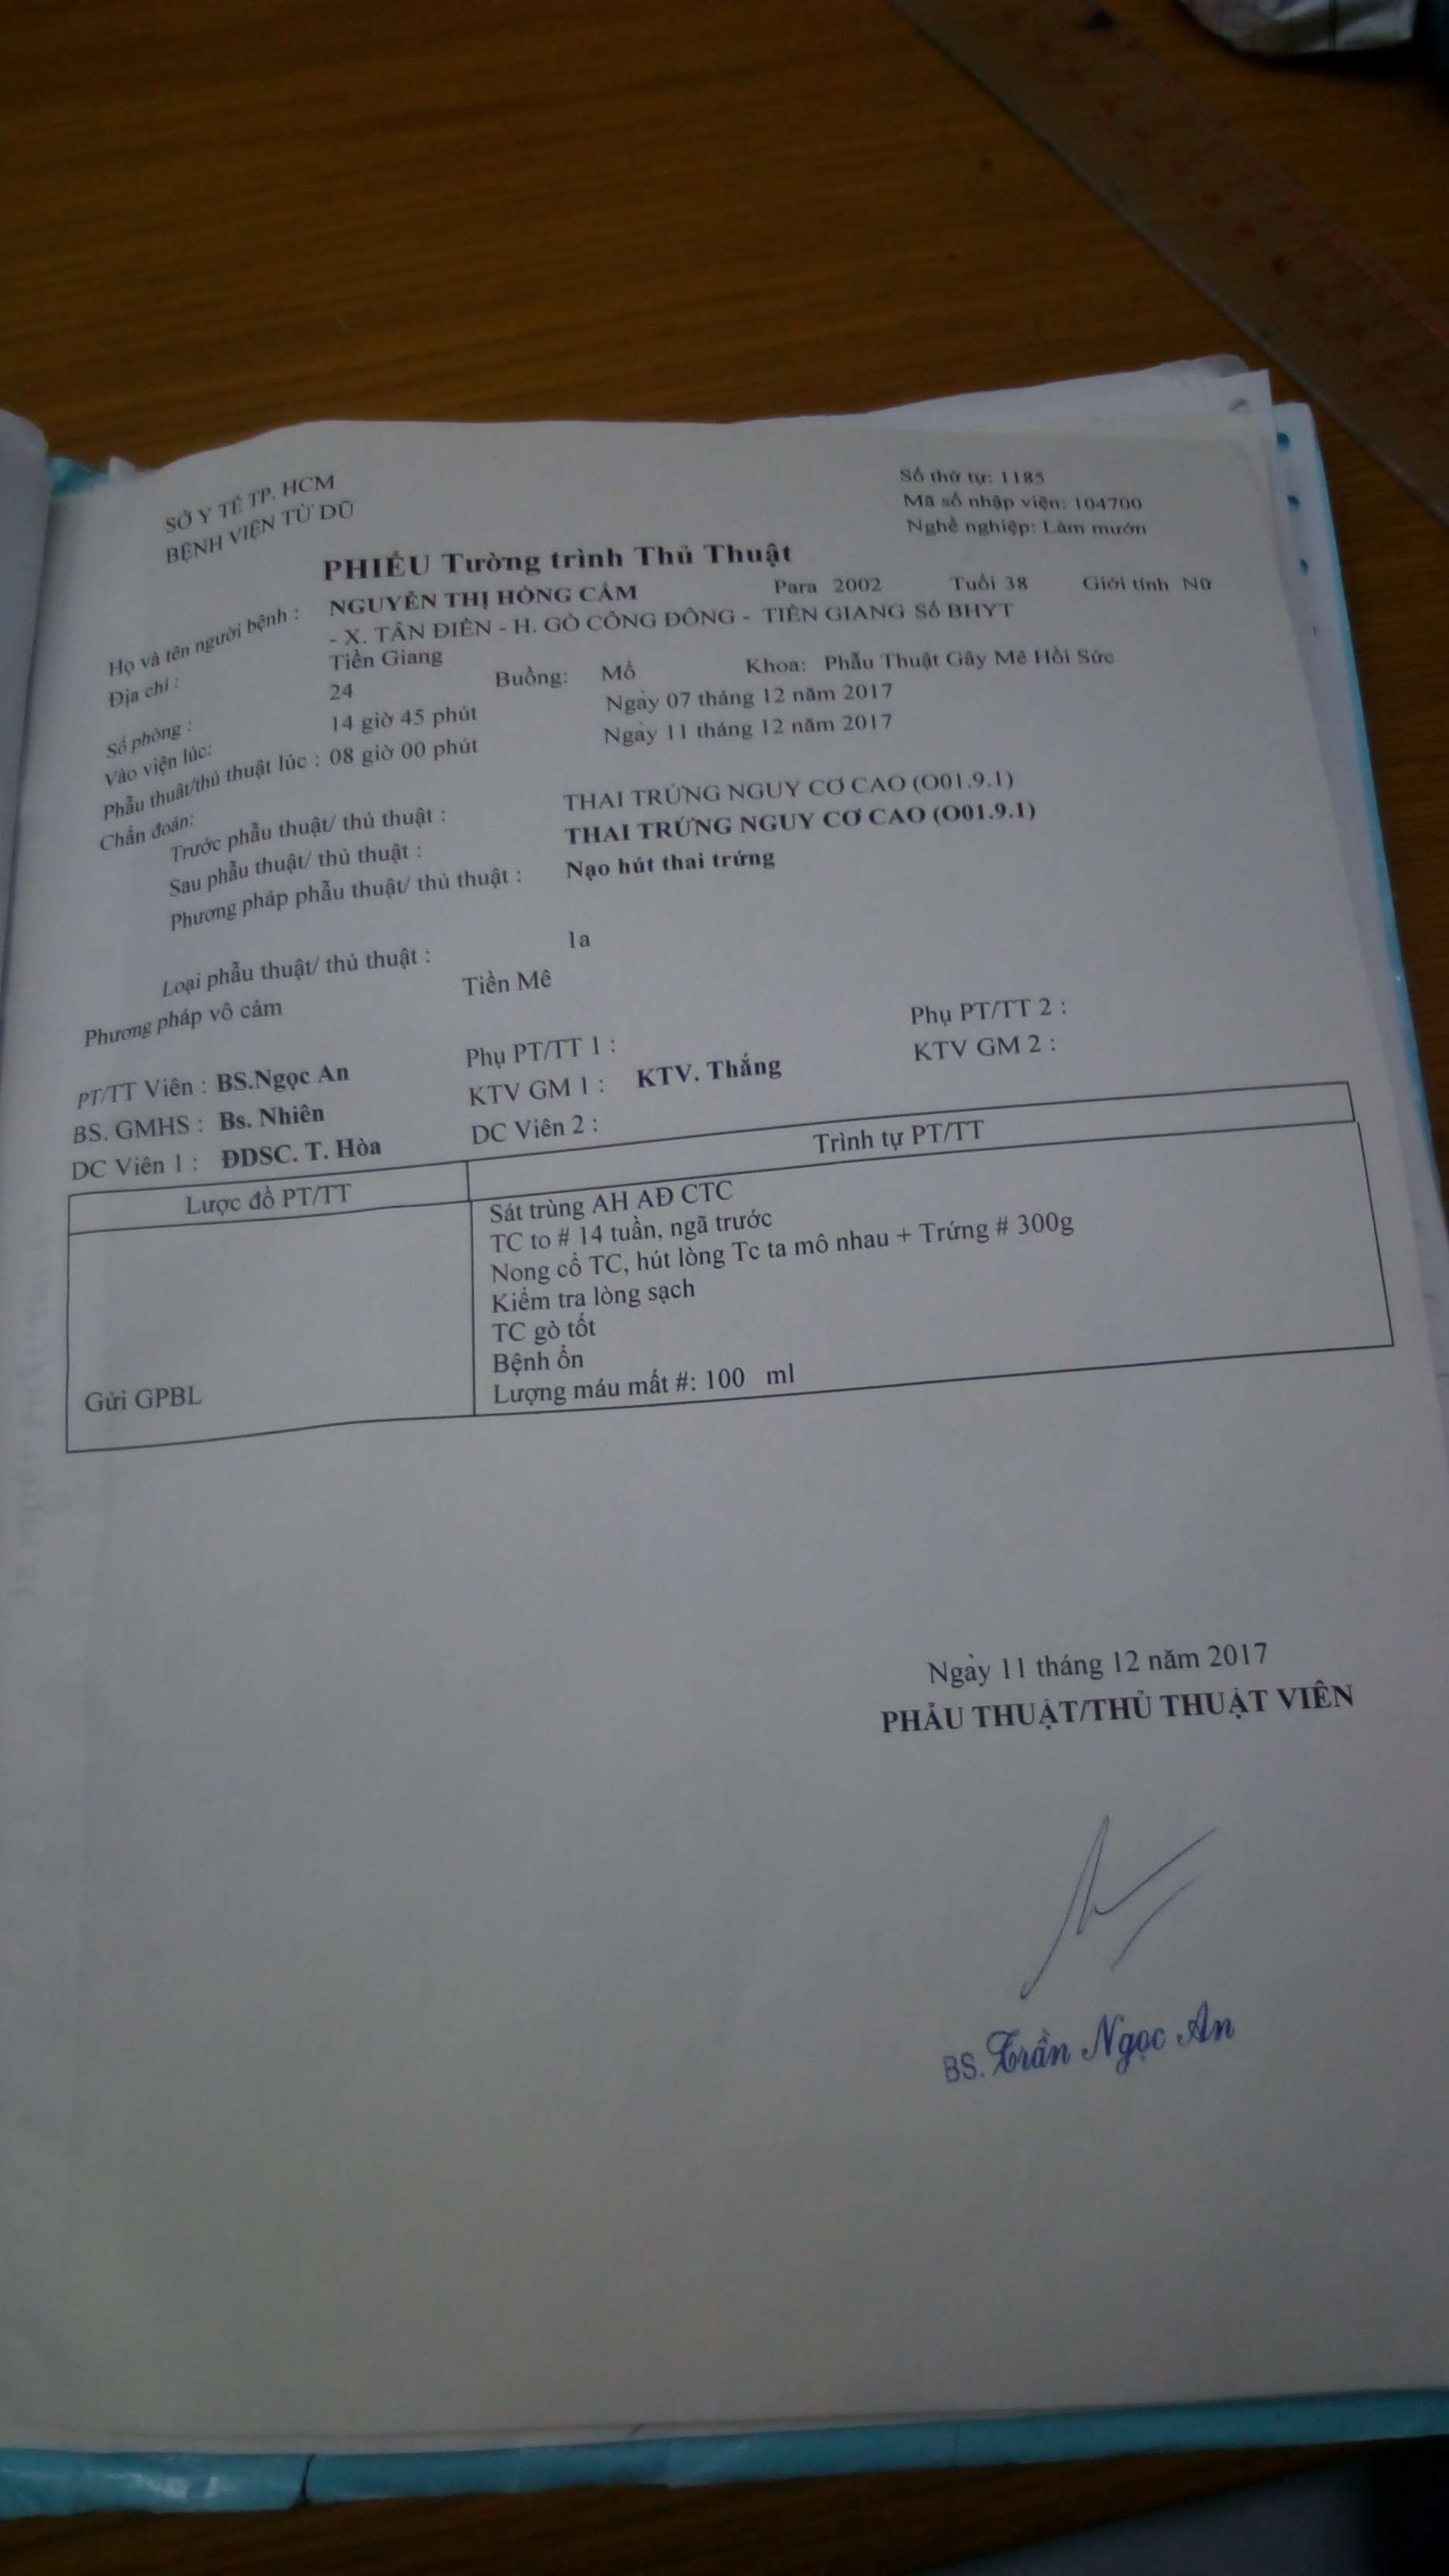 SỞ Y TẾ TP. HCM
BỆNH VIỆN TỪ DŨ
Số thứ tự: 1185
Mã số nhập viện: 104700
Nghề nghiệp: Làm mướn
PHIẾU Tường trình Thủ Thuật
Họ và tên người bệnh : NGUYỄN THỊ HỒNG CẨM Para 2002 Tuổi 38 Giới tính Nữ
Địa chỉ : - X. TÂN ĐIỀN - H. GÒ CÔNG ĐÔNG - TIỀN GIANG Số BHYT
Tiền Giang
Số phòng : 24 Buồng: Mổ Khoa: Phẫu Thuật Gây Mê Hồi Sức
Vào viện lúc: 14 giờ 45 phút Ngày 07 tháng 12 năm 2017
Phẫu thuật/thủ thuật lúc : 08 giờ 00 phút Ngày 11 tháng 12 năm 2017
Chẩn đoán:
Trước phẫu thuật/ thủ thuật : THAI TRỨNG NGUY CƠ CAO (O01.9.1)
Sau phẫu thuật/ thủ thuật : THAI TRỨNG NGUY CƠ CAO (O01.9.1)
Phương pháp phẫu thuật/ thủ thuật : Nạo hút thai trứng
Loại phẫu thuật/ thủ thuật : 1a
Phương pháp vô cảm Tiền Mê
PT/TT Viên : BS.Ngọc An Phụ PT/TT 1 : Phụ PT/TT 2 :
BS. GMHS : Bs. Nhiên KTV GM 1 : KTV. Thắng KTV GM 2 :
DC Viên 1 : ĐDSC. T. Hòa DC Viên 2 :
Lược đồ PT/TT Trình tự PT/TT
Sát trùng AH AĐ CTC
TC to # 14 tuần, ngã trước
Nong cổ TC, hút lòng Tc ta mô nhau + Trứng # 300g
Kiểm tra lòng sạch
TC gò tốt
Bệnh ổn
Gửi GPBL Lượng máu mất #: 100 ml
Ngày 11 tháng 12 năm 2017
PHẪU THUẬT/THỦ THUẬT VIÊN
BS. Trần Ngọc An